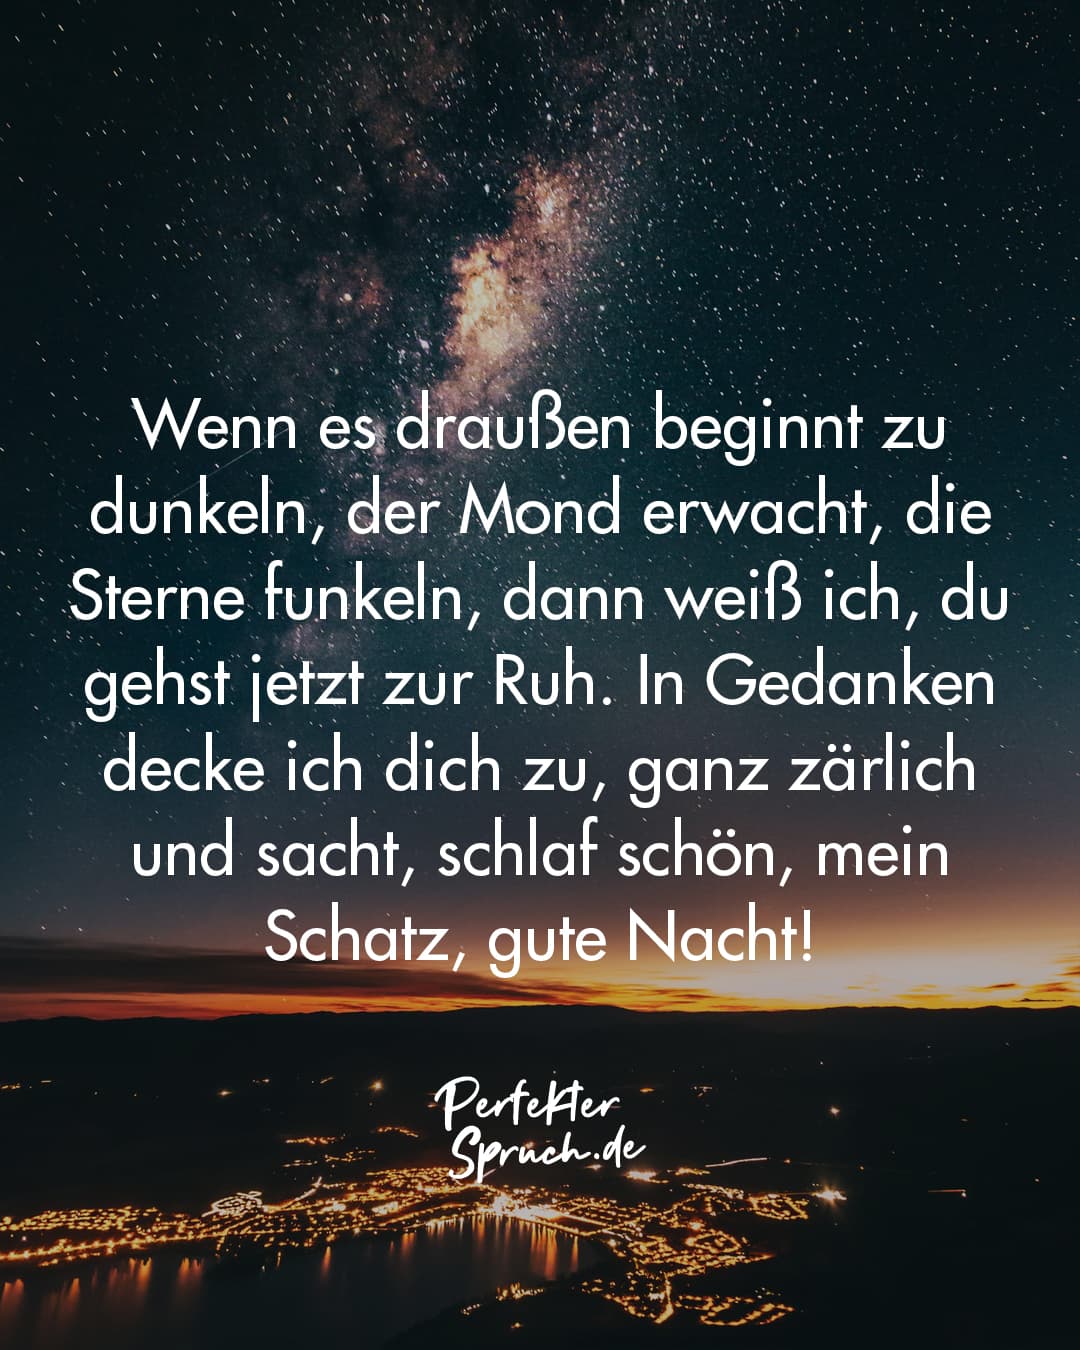 Wenn es draußen beginnt zu
dunkeln, der Mond erwacht, die
Sterne funkeln, dann weiß ich, du
gehst jetzt zur Ruh. In Gedanken
decke ich dich zu, ganz zärlich
und sacht, schlaf schön, mein
Schatz, gute Nacht!
Perfekter
Spruch.de